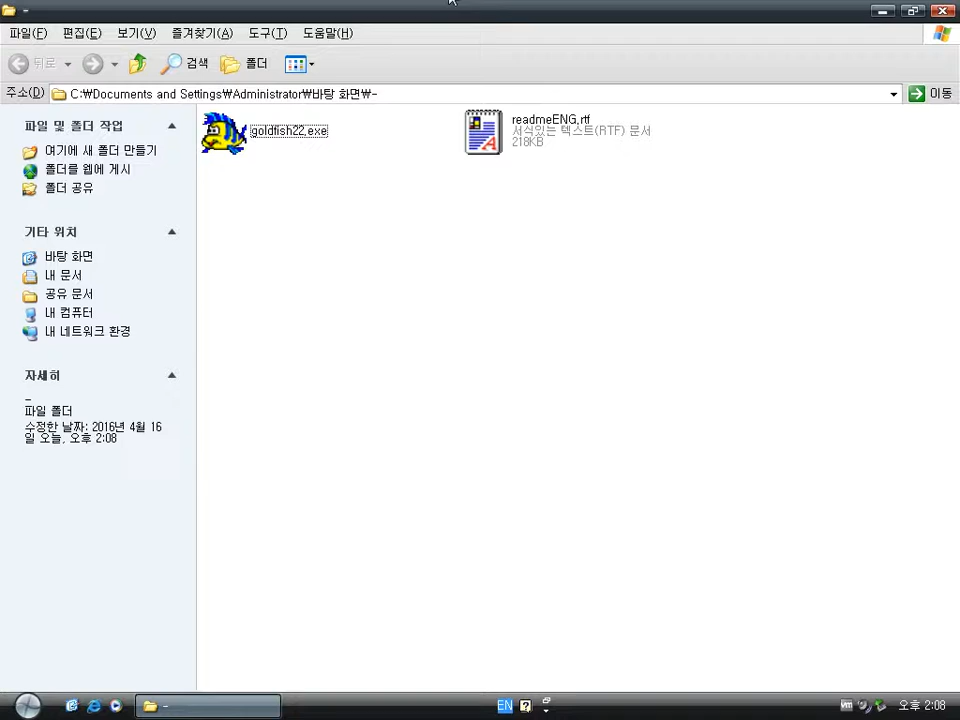 -
파일(F) 편집(E) 보기(V) 즐겨찾기(A) 도구(T) 도움말(H)
뒤로 검색 폴더
주소(D) C:₩Documents and Settings₩Administrator₩바탕 화면₩- 이동
파일 및 폴더 작업
여기에 새 폴더 만들기
폴더를 웹에 게시
폴더 공유
기타 위치
바탕 화면
내 문서
공유 문서
내 컴퓨터
내 네트워크 환경
자세히
-
파일 폴더
수정한 날짜: 2016년 4월 16
일 오늘, 오후 2:08
goldfish22.exe
readmeENG.rtf
서식있는 텍스트(RTF) 문서
218KB
- EN ? vm 오후 2:08